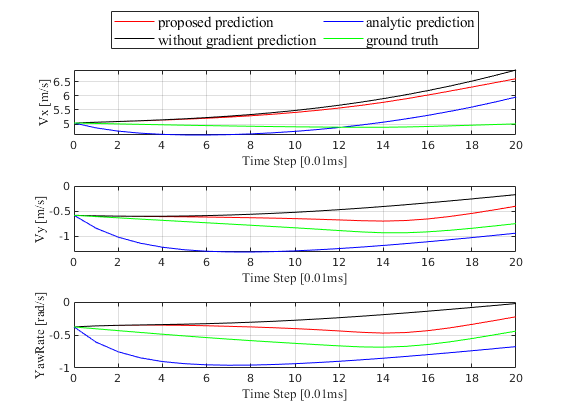 proposed prediction
analytic prediction
without gradient prediction
ground truth
Vx [m/s]
6.5
6
5.5
5
0 2 4 6 8 10 12 14 16 18 20
Time Step [0.01ms]
Vy [m/s]
0
-0.5
-1
0 2 4 6 8 10 12 14 16 18 20
Time Step [0.01ms]
YawRate [rad/s]
0
-0.5
-1
0 2 4 6 8 10 12 14 16 18 20
Time Step [0.01ms]